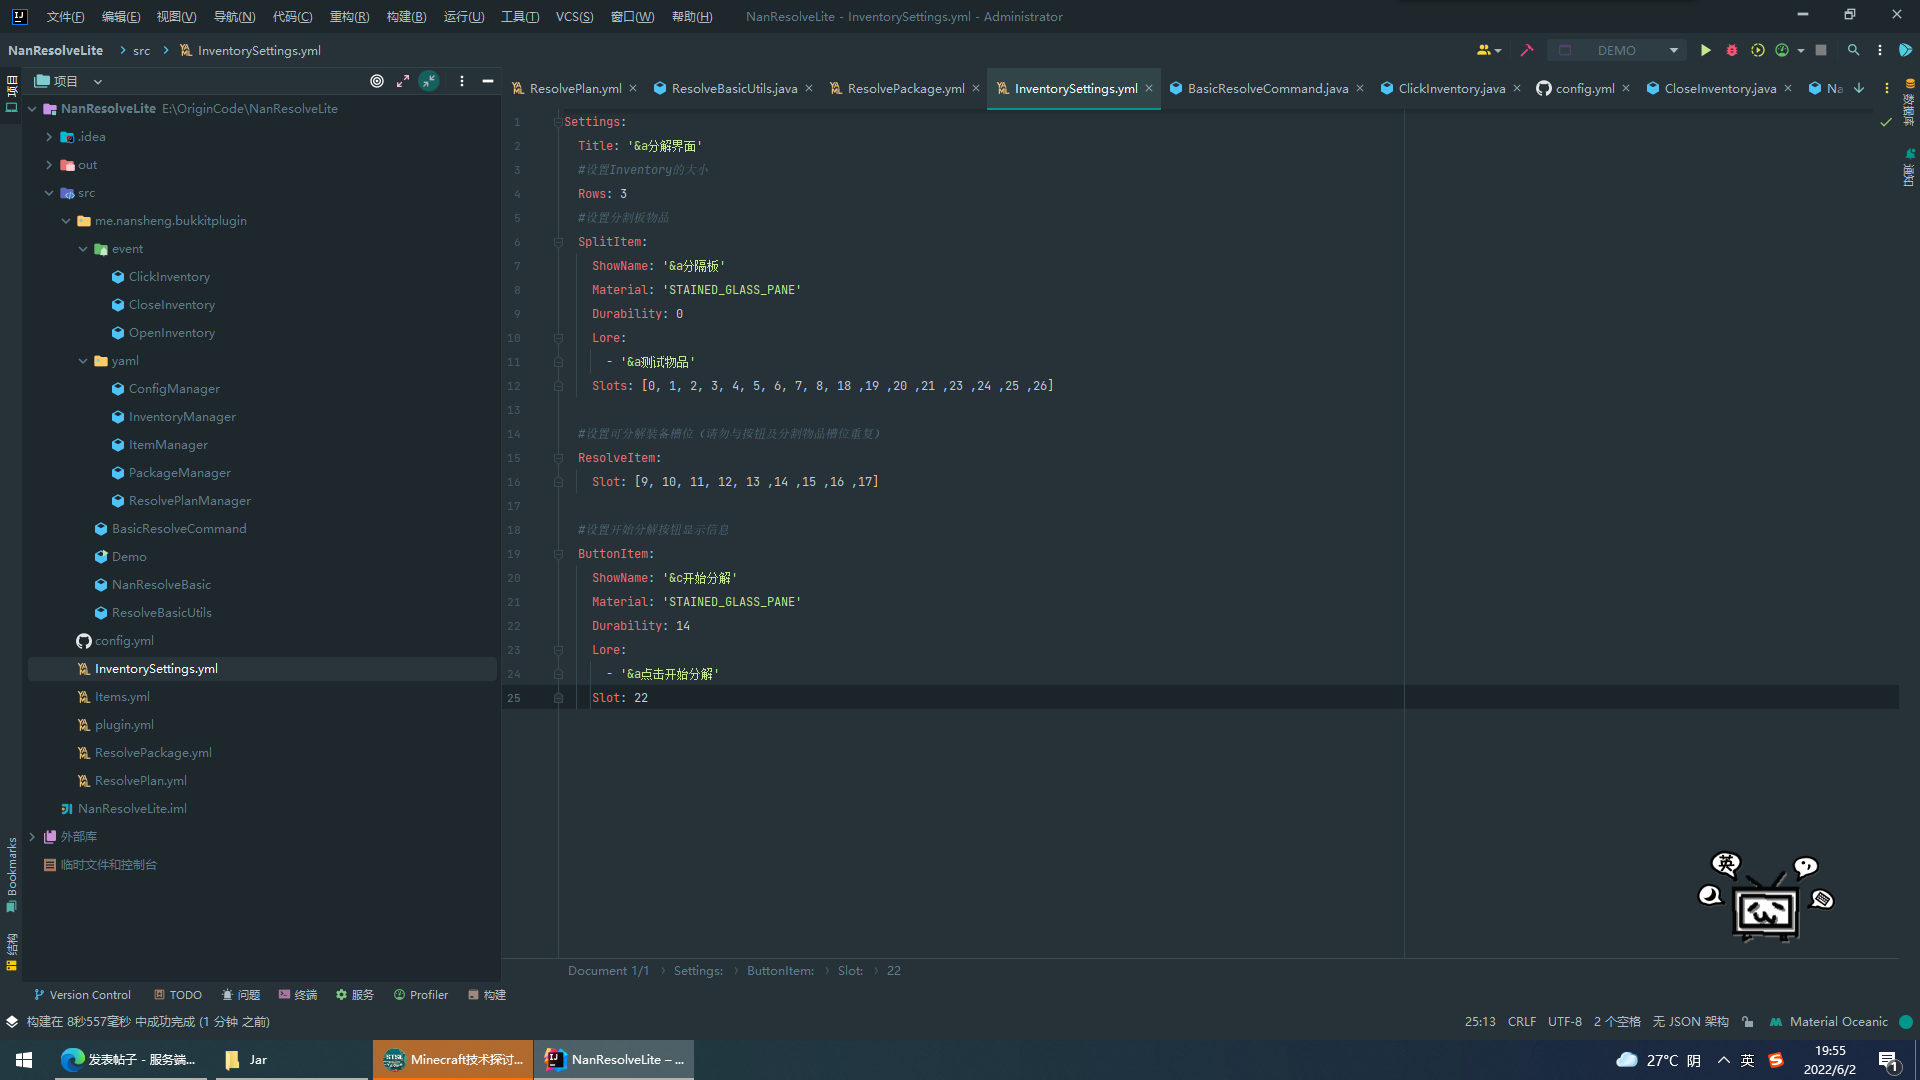 文件(F) 编辑(E) 视图(V) 导航(N) 代码(C) 重构(R) 构建(B) 运行(U) 工具(T) VCS(S) 窗口(W) 帮助(H) NanResolveLite - InventorySettings.yml - Administrator
NanResolveLite src InventorySettings.yml DEMO
项目
ResolvePlan.yml ResolveBasicUtils.java ResolvePackage.yml InventorySettings.yml BasicResolveCommand.java ClickInventory.java config.yml CloseInventory.java Na
项目
数据库
通知
Bookmarks
结构
NanResolveLite E:\OriginCode\NanResolveLite
.idea
out
src
me.nansheng.bukkitplugin
event
ClickInventory
CloseInventory
OpenInventory
yaml
ConfigManager
InventoryManager
ItemManager
PackageManager
ResolvePlanManager
BasicResolveCommand
Demo
NanResolveBasic
ResolveBasicUtils
config.yml
InventorySettings.yml
Items.yml
plugin.yml
ResolvePackage.yml
ResolvePlan.yml
NanResolveLite.iml
外部库
临时文件和控制台
1 Settings:
2 Title: '&a分解界面'
3 #设置Inventory的大小
4 Rows: 3
5 #设置分割板物品
6 SplitItem:
7 ShowName: '&a分隔板'
8 Material: 'STAINED_GLASS_PANE'
9 Durability: 0
10 Lore:
11 - '&a测试物品'
12 Slots: [0, 1, 2, 3, 4, 5, 6, 7, 8, 18 ,19 ,20 ,21 ,23 ,24 ,25 ,26]
13
14 #设置可分解装备槽位（请勿与按钮及分割物品槽位重复）
15 ResolveItem:
16 Slot: [9, 10, 11, 12, 13 ,14 ,15 ,16 ,17]
17
18 #设置开始分解按钮显示信息
19 ButtonItem:
20 ShowName: '&c开始分解'
21 Material: 'STAINED_GLASS_PANE'
22 Durability: 14
23 Lore:
24 - '&a点击开始分解'
25 Slot: 22
英
Document 1/1 Settings: ButtonItem: Slot: 22
Version Control TODO 问题 终端 服务 Profiler 构建
构建在 8秒557毫秒 中成功完成 (1 分钟 之前) 25:13 CRLF UTF-8 2 个空格 无 JSON 架构 Material Oceanic
发表帖子 - 服务端... Jar Minecraft技术探讨... NanResolveLite – ... 27°C 阴 英 19:55
2022/6/2
1